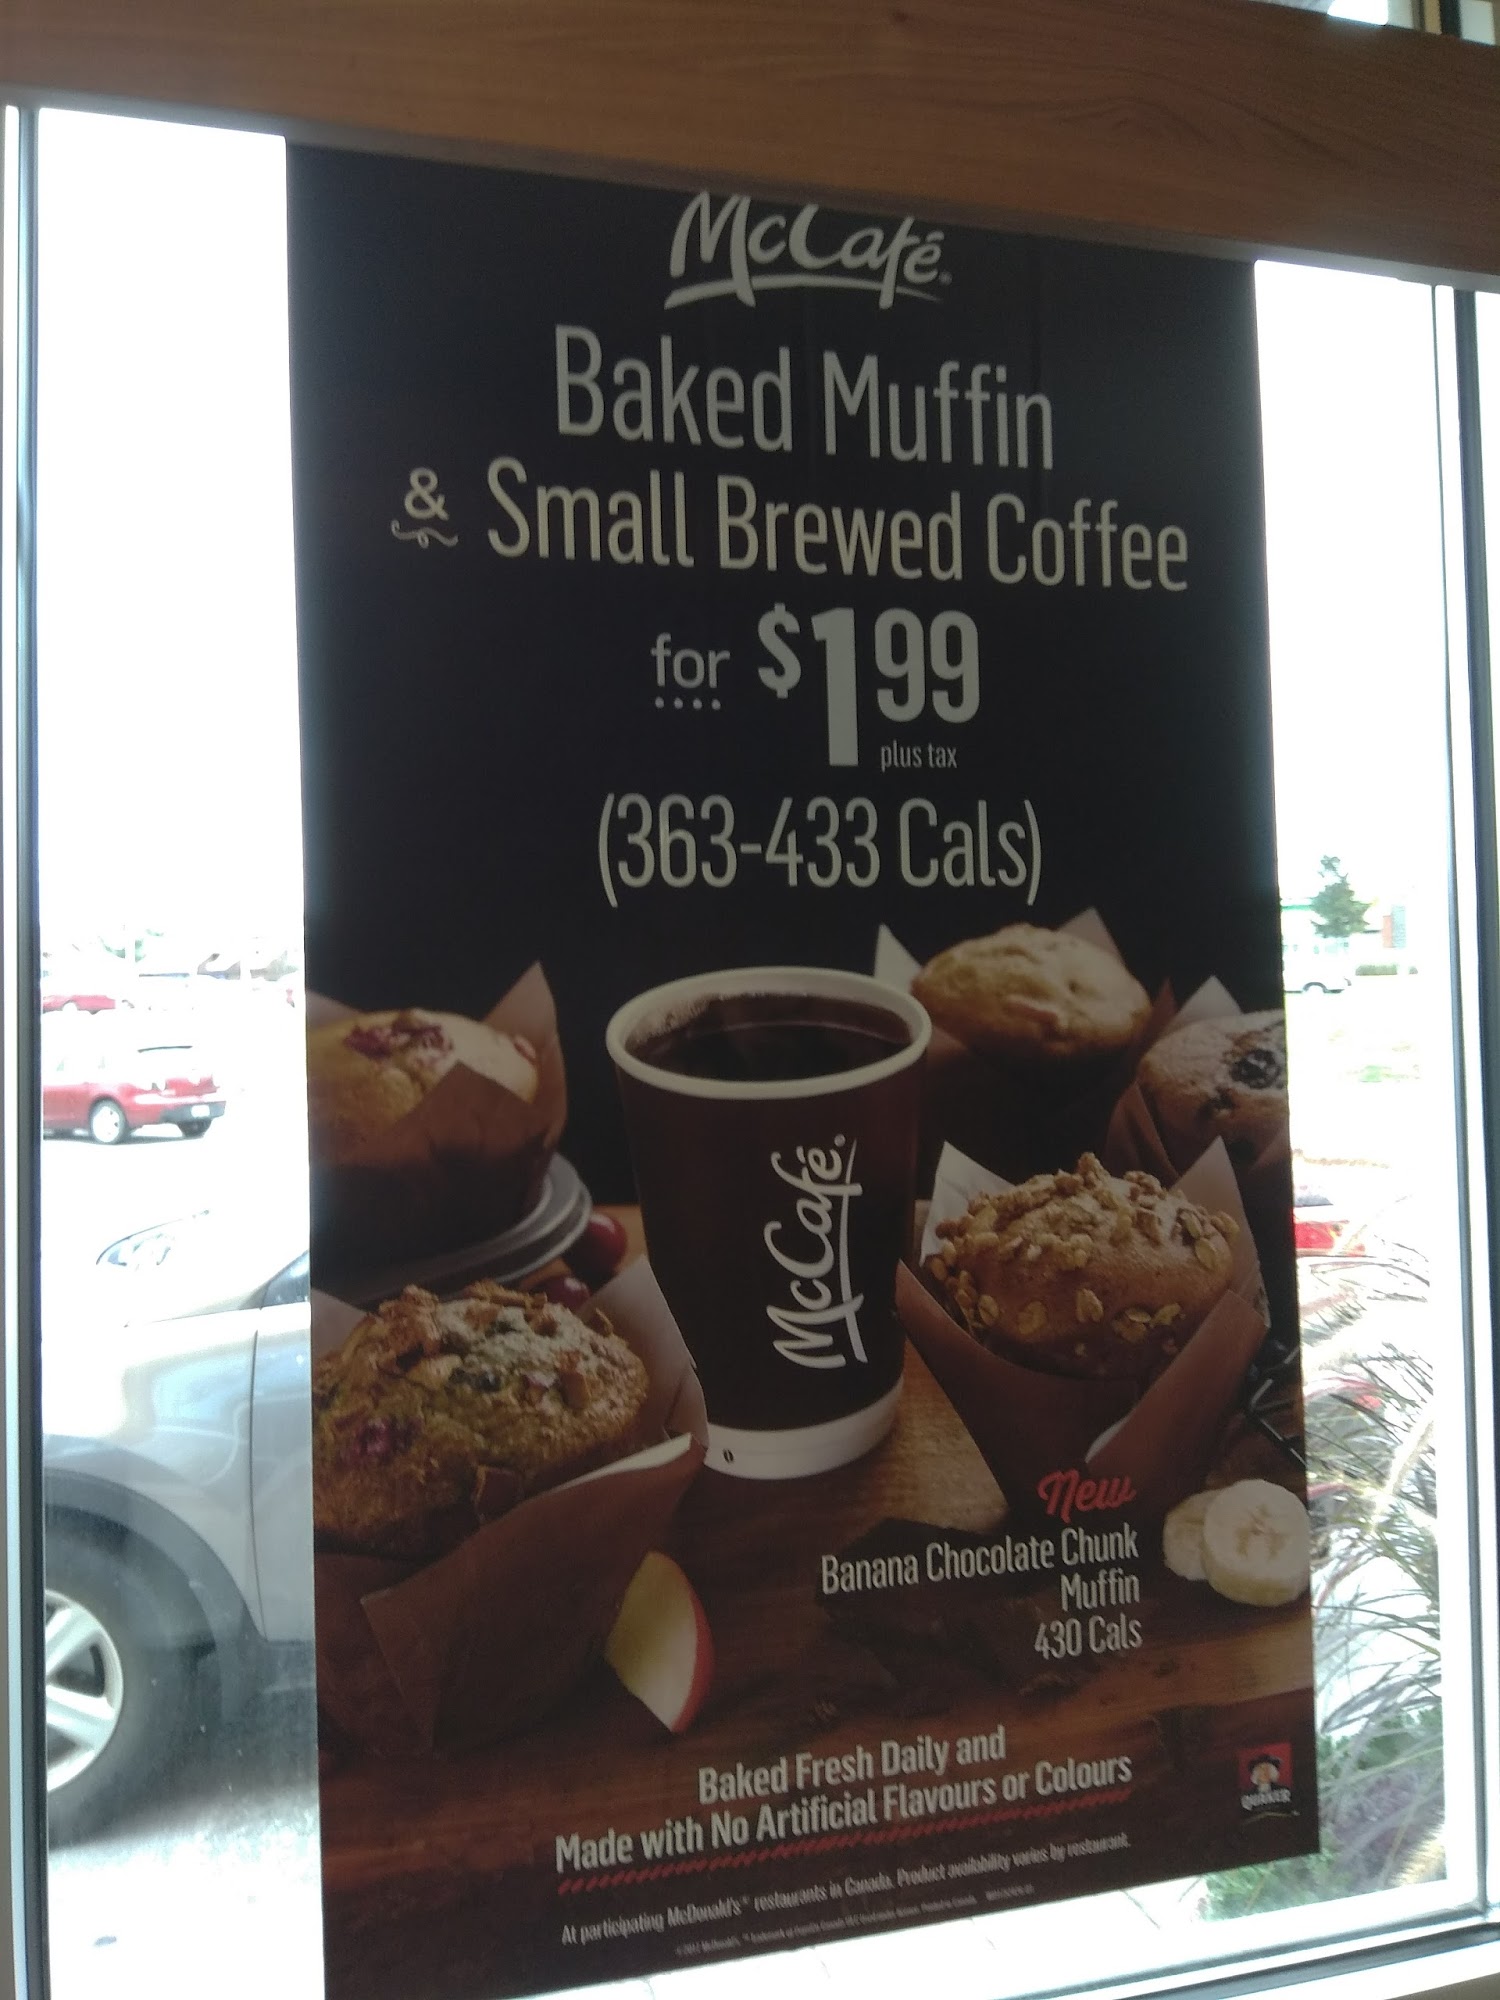 McCafé®
Baked Muffin
& Small Brewed Coffee
for $1 99
plus tax
(363-433 Cals)
McCafé®
New
Banana Chocolate Chunk
Muffin
430 Cals
Baked Fresh Daily and
Made with No Artificial Flavours or Colours
QUAKER
At participating McDonald's® restaurants in Canada. Product availability varies by restaurant.